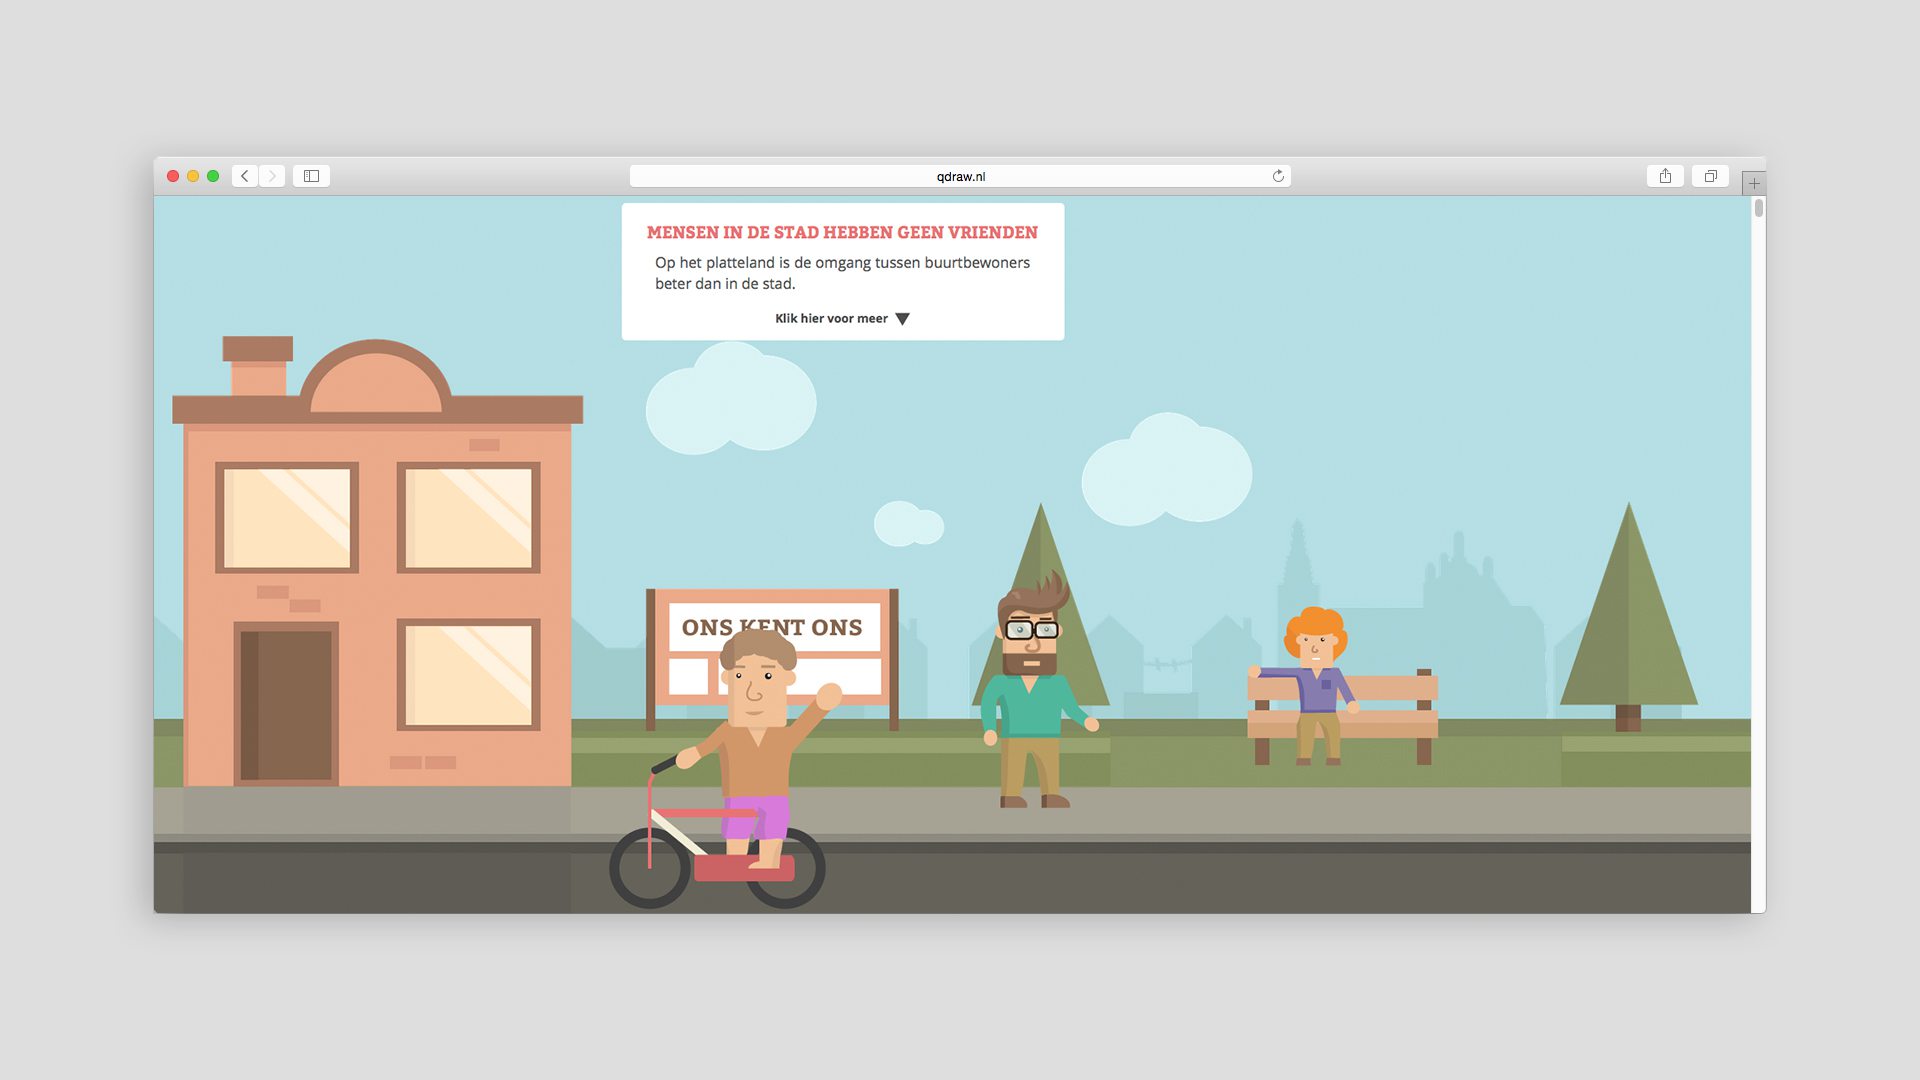 qdraw.nl
MENSEN IN DE STAD HEBBEN GEEN VRIENDEN
Op het platteland is de omgang tussen buurtbewoners
beter dan in de stad.
Klik hier voor meer
ONS KENT ONS